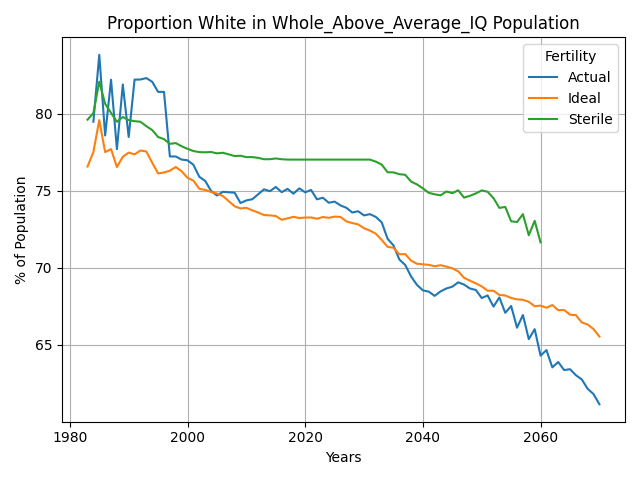 Proportion White in Whole_Above_Average_IQ Population
Fertility
Actual
Ideal
Sterile
% of Population
80
75
70
65
1980
2000
2020
2040
2060
Years